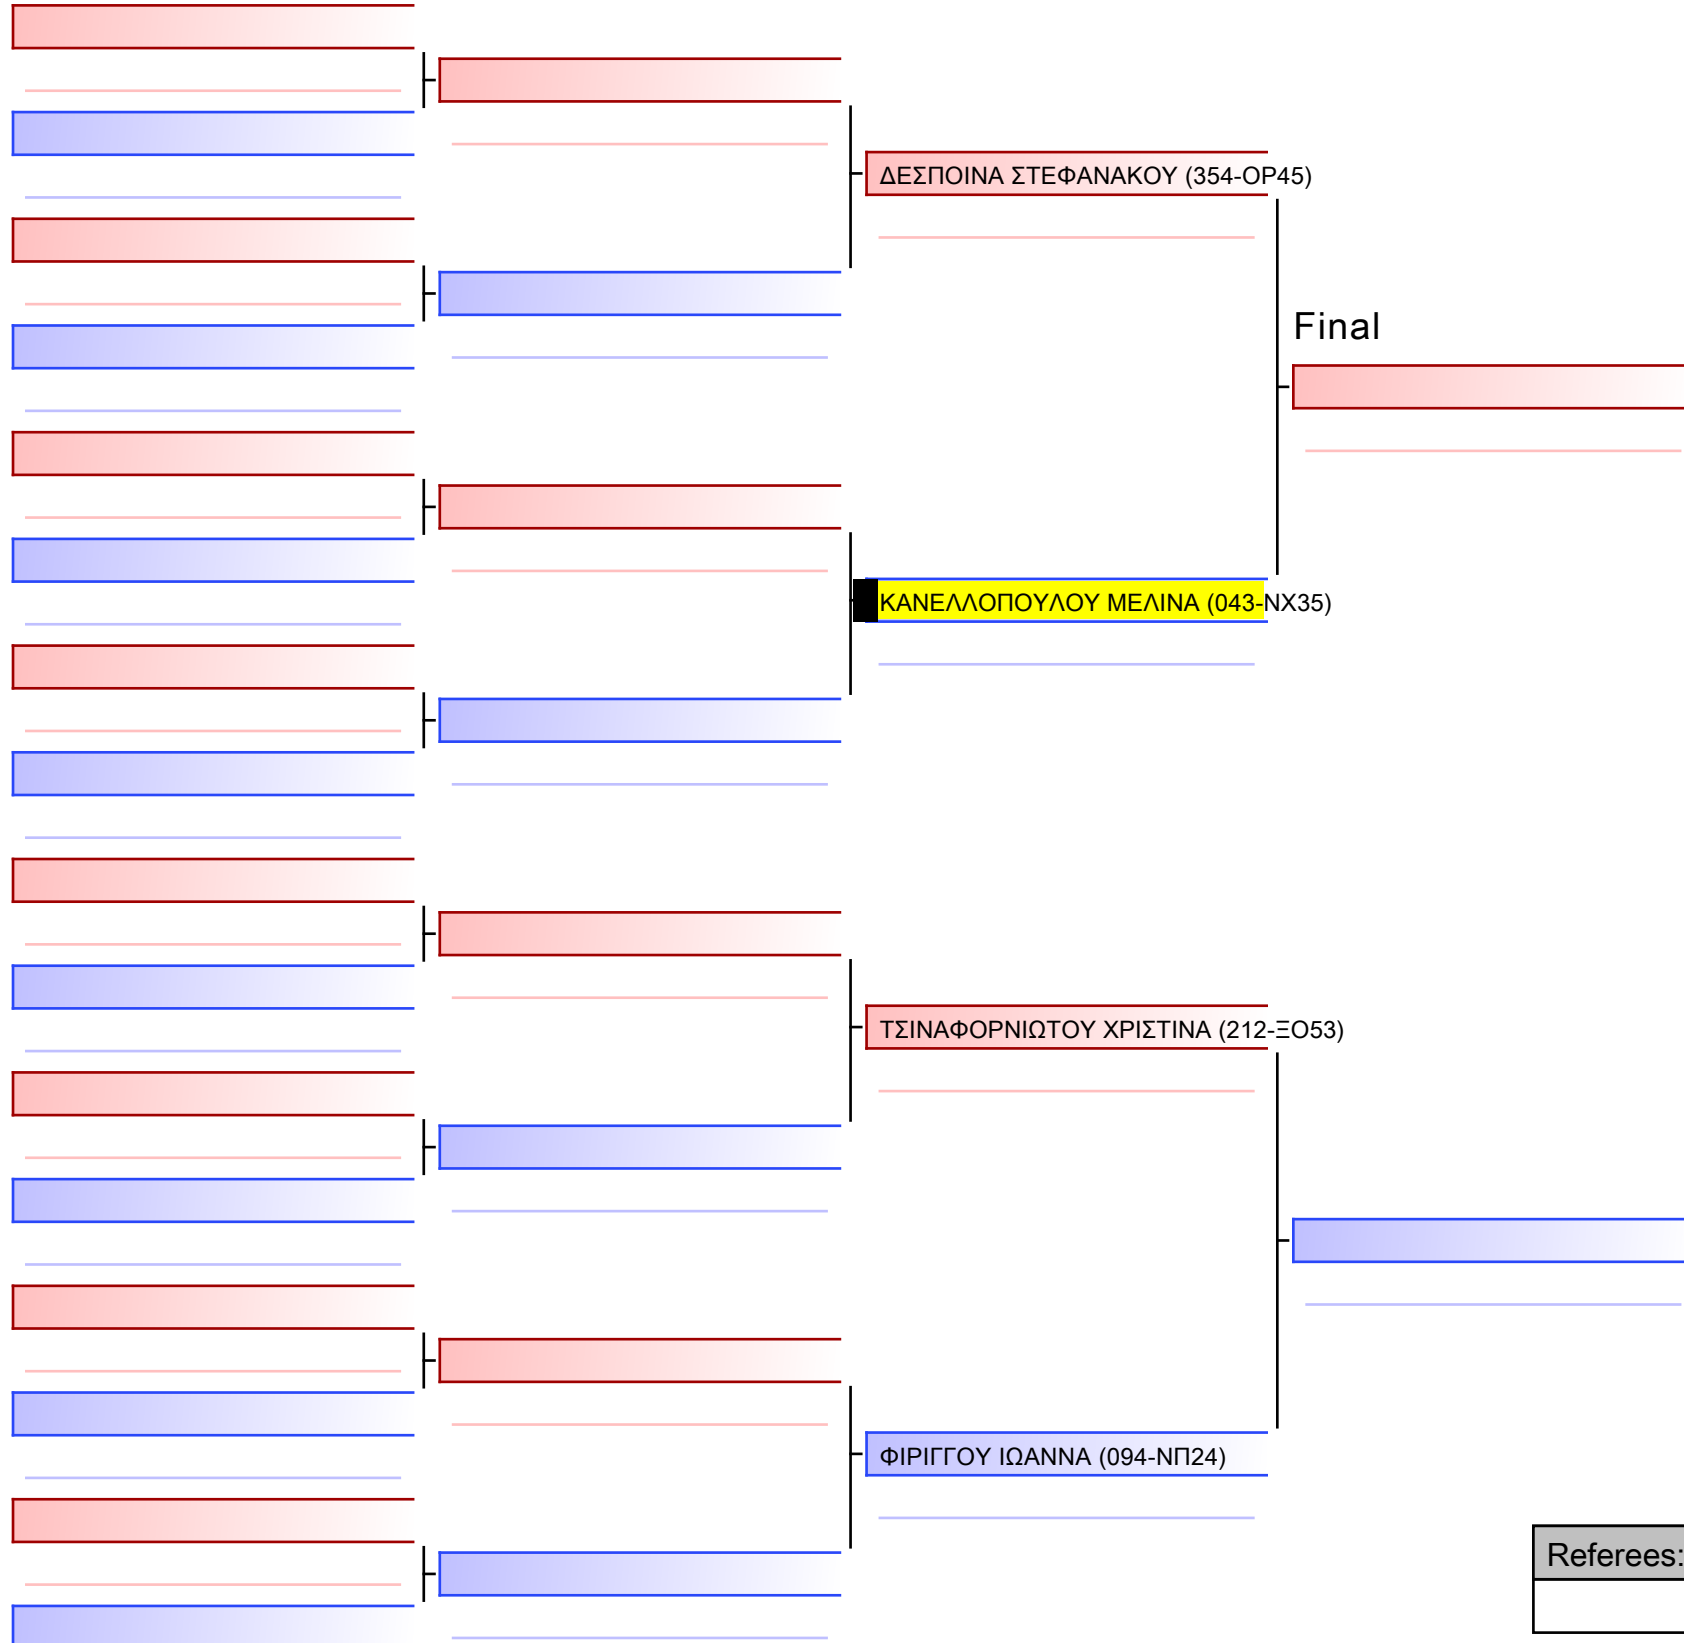 ΔΕΣΠΟΙΝΑ ΣΤΕΦΑΝΑΚΟΥ (354-ΟΡ45)
Final
ΚΑΝΕΛΛΟΠΟΥΛΟΥ ΜΕΛΙΝΑ (043-ΝΧ35)
ΤΣΙΝΑΦΟΡΝΙΩΤΟΥ ΧΡΙΣΤΙΝΑ (212-ΞΟ53)
ΦΙΡΙΓΓΟΥ ΙΩΑΝΝΑ (094-ΝΠ24)
Referees: